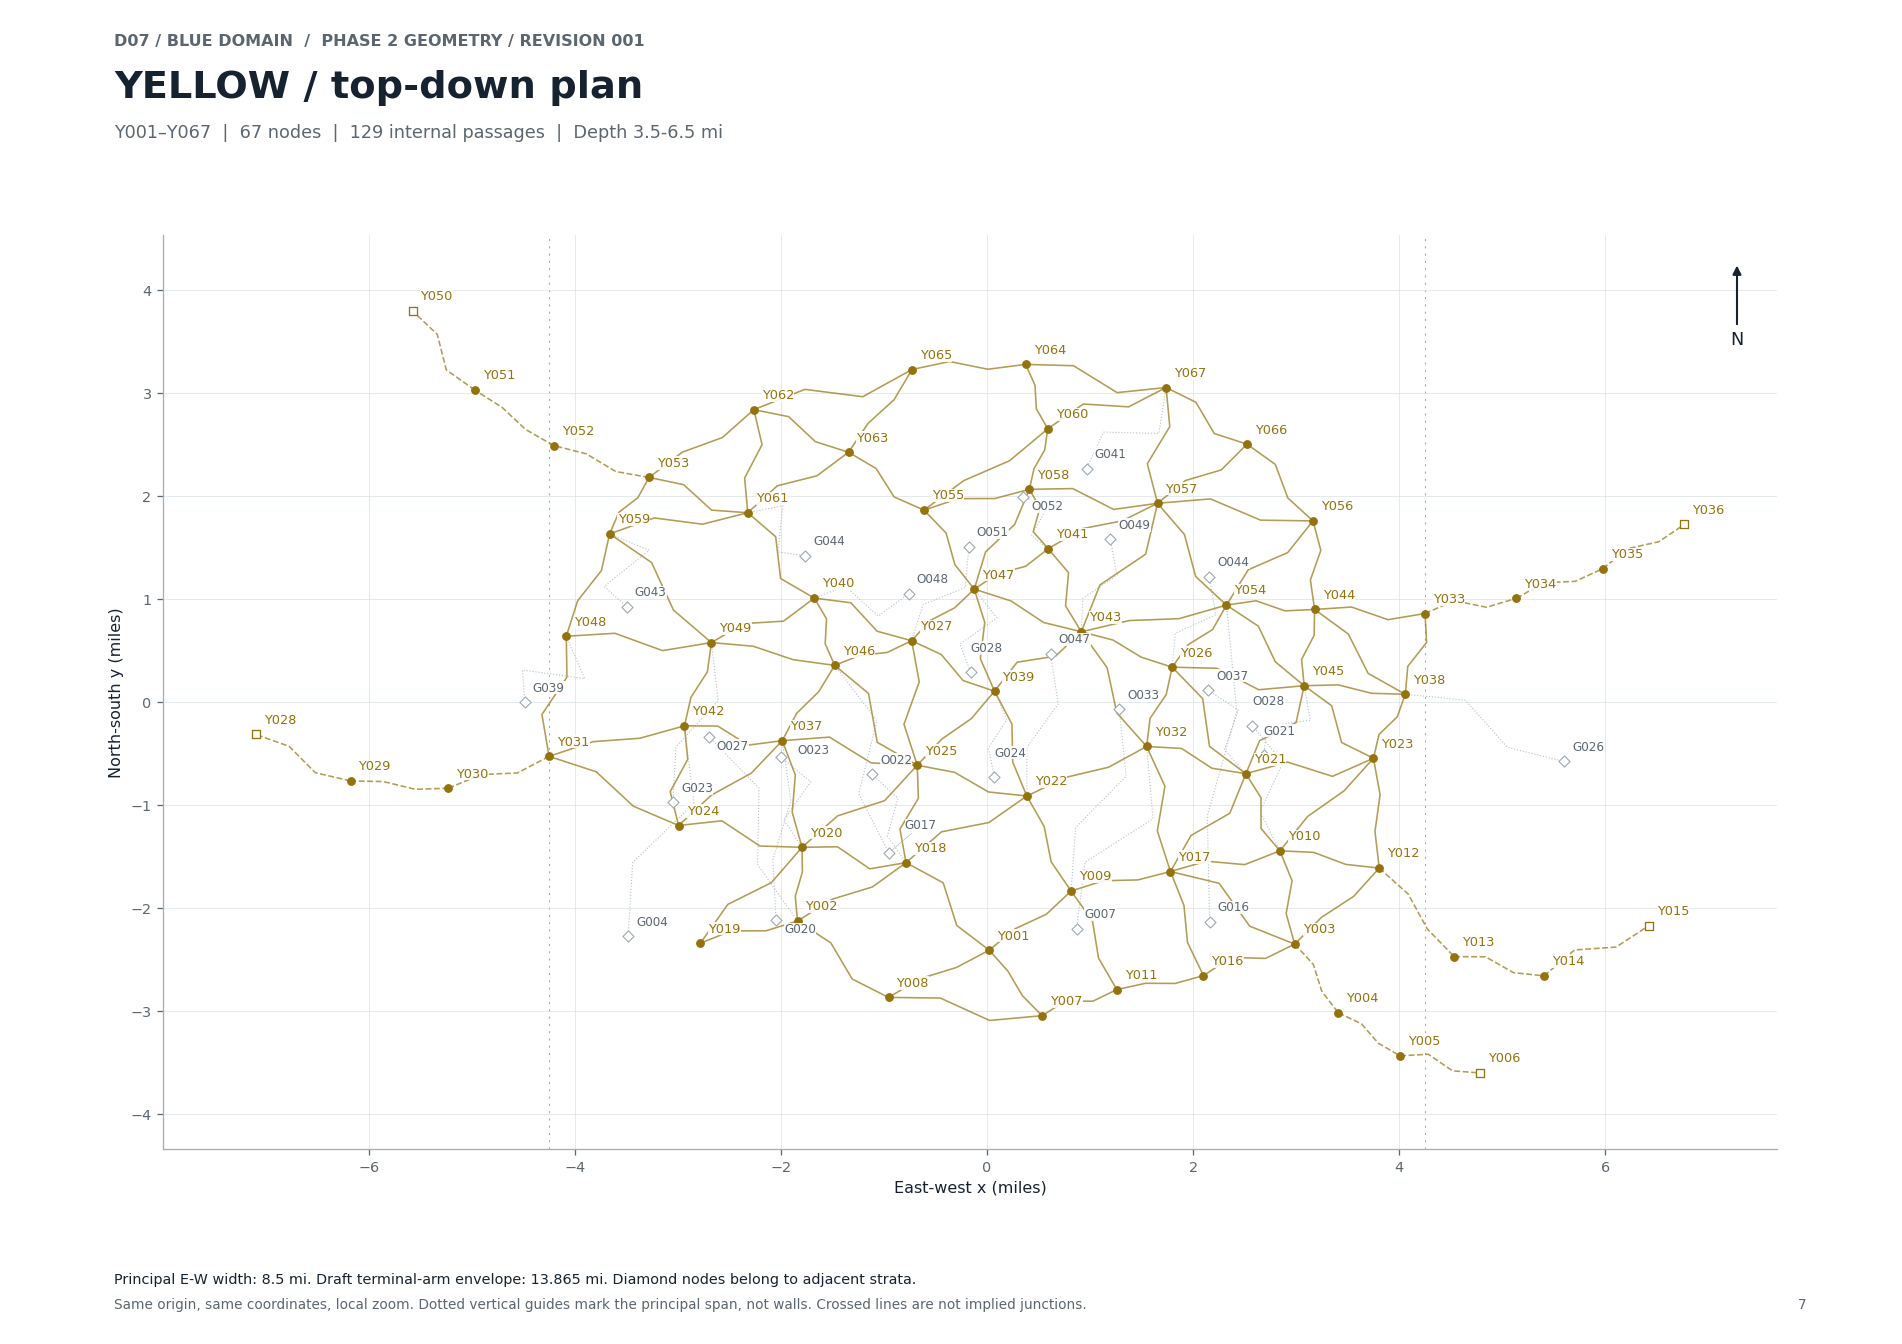 D07 / BLUE DOMAIN / PHASE 2 GEOMETRY / REVISION 001
YELLOW / top-down plan
Y001–Y067 | 67 nodes | 129 internal passages | Depth 3.5-6.5 mi
N
Y050
Y064
Y065
Y067
Y051
Y062
Y060
Y052
Y063
Y066
G041
Y053
Y058
Y057
Y061
Y055
O052
Y056
Y036
Y059
O051
O049
Y041
G044
Y035
O044
O048
Y047
Y040
Y034
G043
Y054
Y044
Y033
Y048
Y049
Y027
Y043
O047
Y046
G028
Y026
Y045
Y039
O037
Y038
G039
O033
O028
Y042
Y028
Y037
Y032
G021
Y031
O027
O023
Y025
G024
Y023
G026
Y029
Y030
O022
Y021
Y022
G023
Y024
G017
Y020
Y010
Y018
Y017
Y012
Y009
Y002
G016
G007
Y015
G004
Y019
G020
Y001
Y003
Y013
Y016
Y014
Y011
Y008
Y007
Y004
Y005
Y006
4
3
2
1
0
−1
−2
−3
−4
North-south y (miles)
−6
−4
−2
0
2
4
6
East-west x (miles)
Principal E-W width: 8.5 mi. Draft terminal-arm envelope: 13.865 mi. Diamond nodes belong to adjacent strata.
Same origin, same coordinates, local zoom. Dotted vertical guides mark the principal span, not walls. Crossed lines are not implied junctions.
7